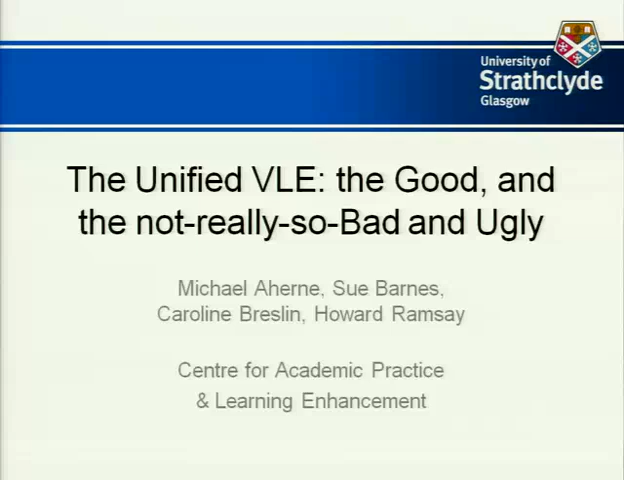 University of
Strathclyde
Glasgow
The Unified VLE: the Good, and
the not-really-so-Bad and Ugly
Michael Aherne, Sue Barnes,
Caroline Breslin, Howard Ramsay
Centre for Academic Practice
& Learning Enhancement